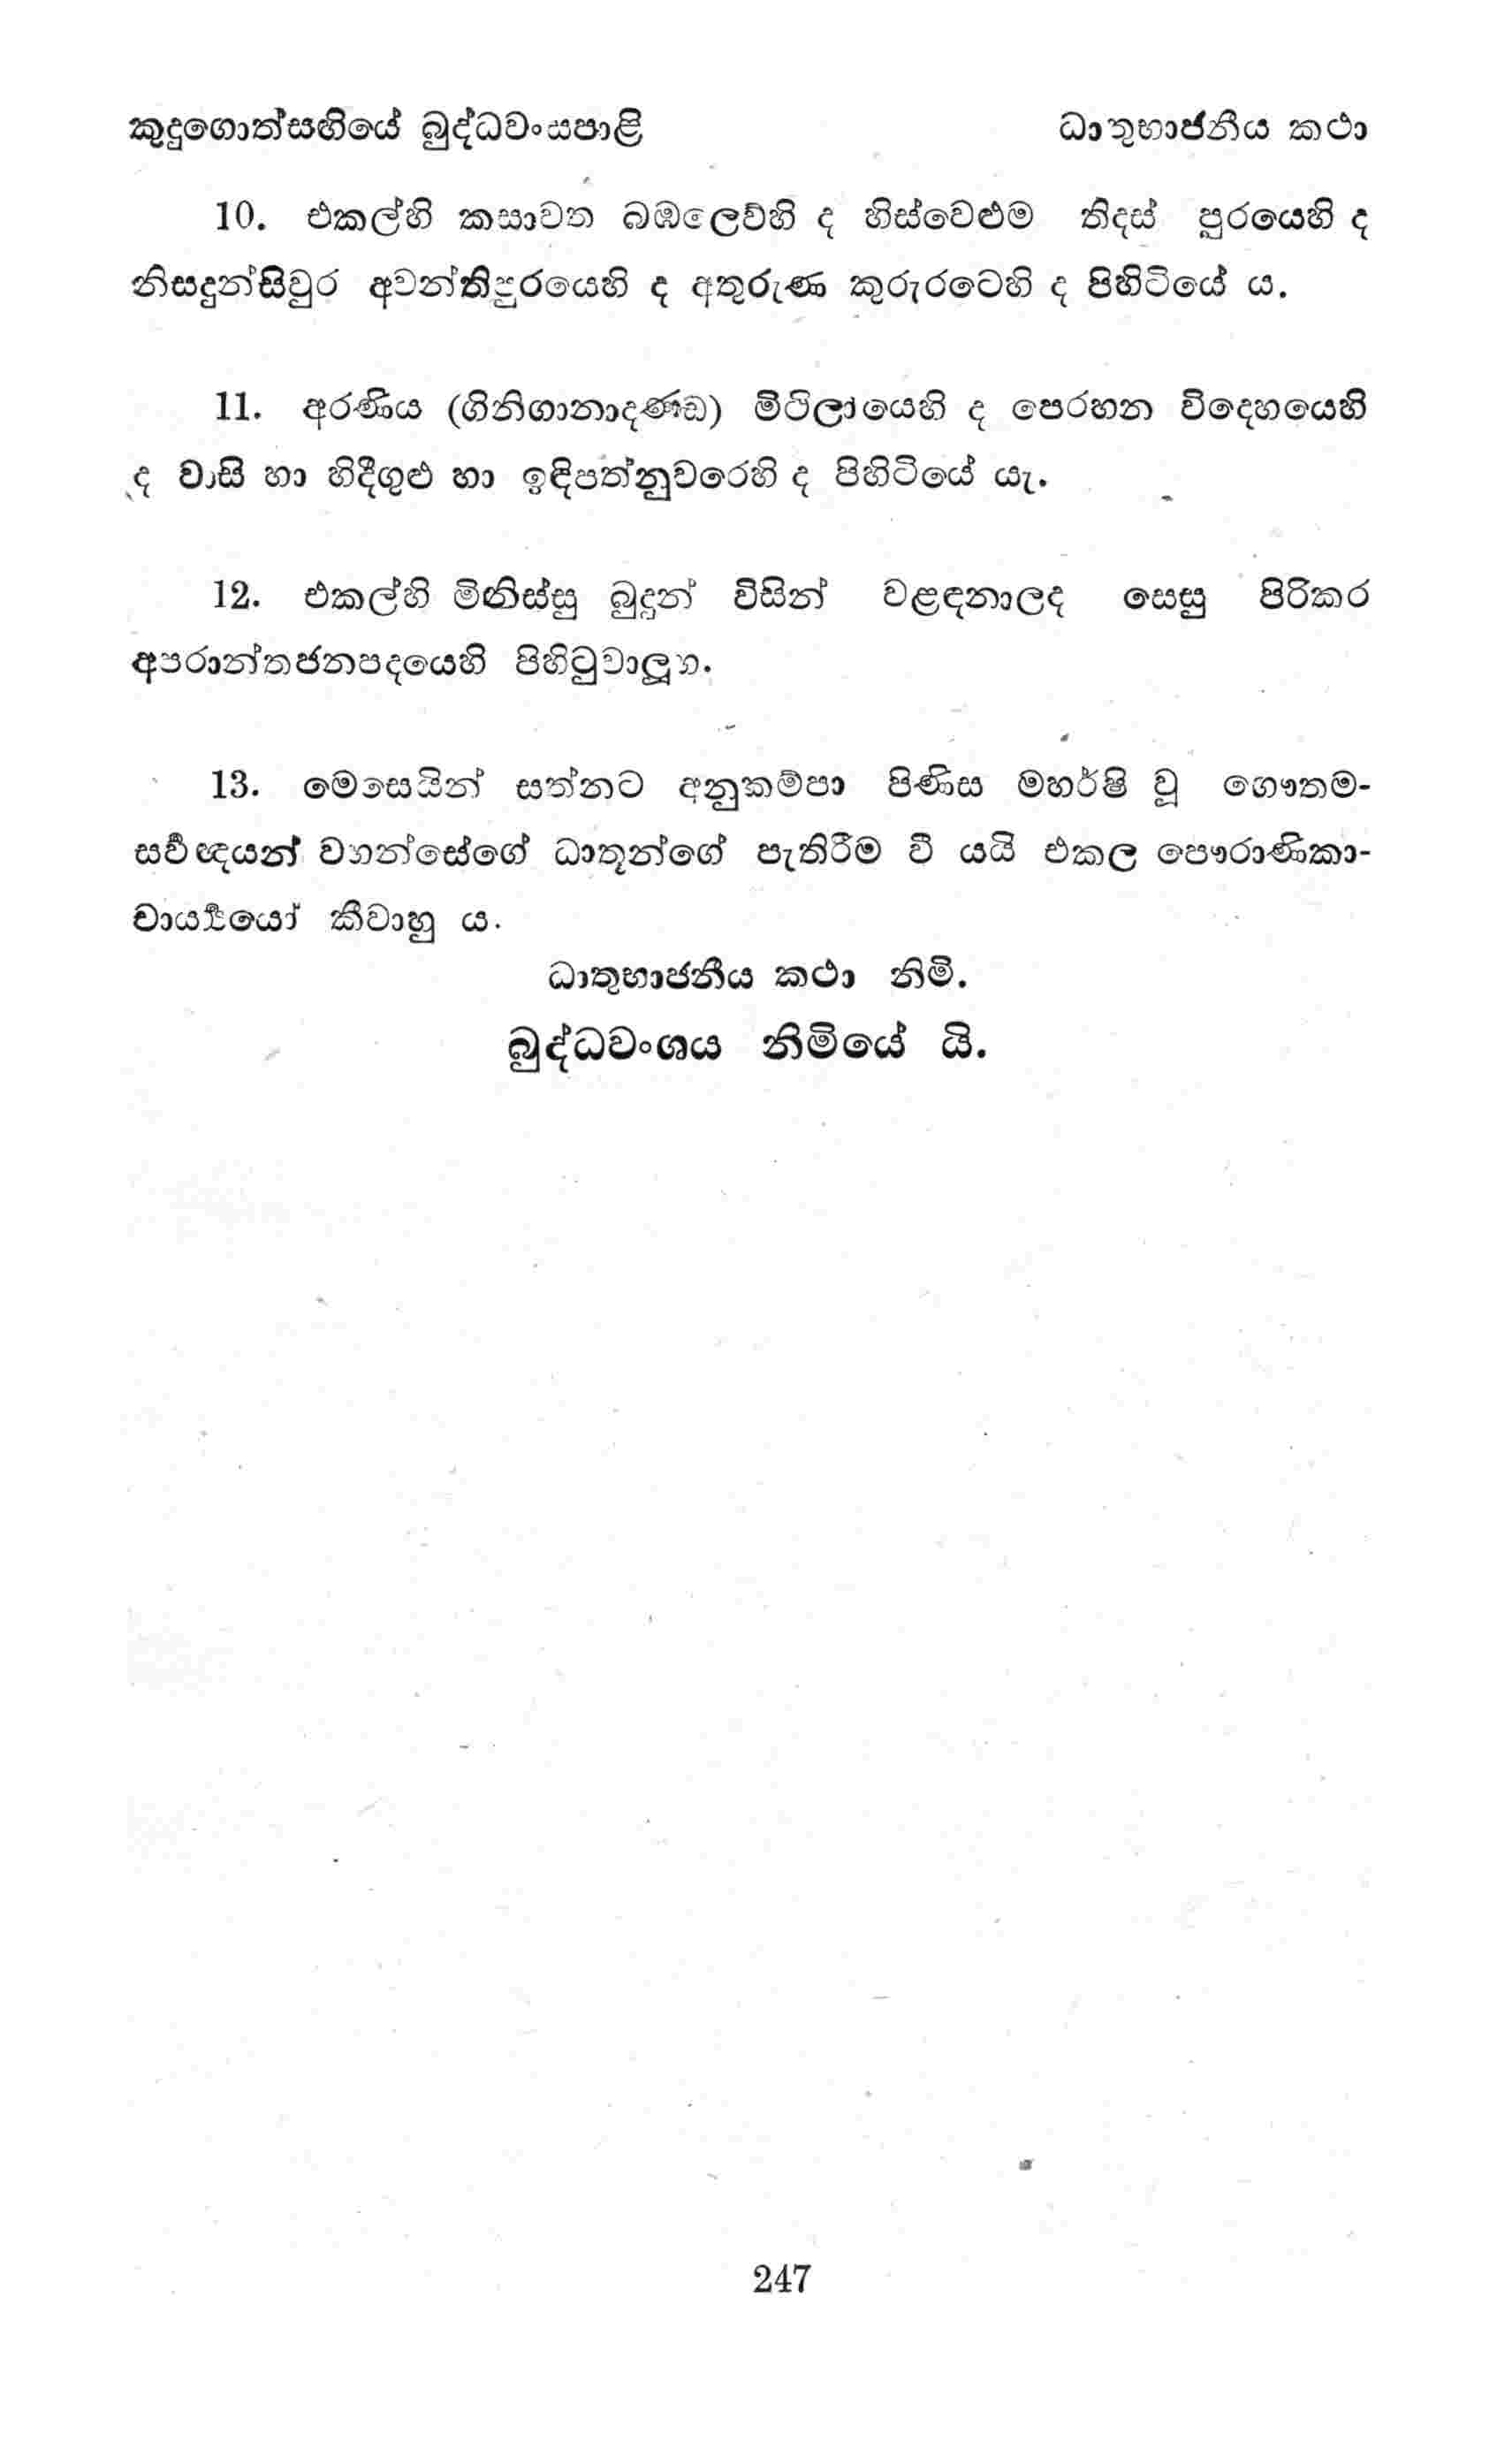 කුදුගොත්සඟියේ බුද්ධවංසපාළි ධාතුභාජනීය කථා
10. එකල්හි කසාවත බඹලොව්හි ද හිස්වෙළුම තිදස් පුරයෙහි ද
නිසදුන්සිවුර අවන්තිපුරයෙහි ද අතුරුණ කුරුරටෙහි ද පිහිටියේ ය.
11. අරණිය (ගිනිගානාදණ්ඩ) මිථිලායෙහි ද පෙරහන විදෙහයෙහි
ද වාසි හා හිදීගුළු හා ඉඳිපත්නුවරෙහි ද පිහිටියේ යැ.
12. එකල්හි මිනිස්සු බුදුන් විසින් වළඳනාලද සෙසු පිරිකර
අපරාන්තජනපදයෙහි පිහිටුවාලූහ.
13. මෙසෙයින් සත්නට අනුකම්පා පිණිස මහර්ෂි වූ ගෞතම-
සර්වඥයන් වහන්සේගේ ධාතූන්ගේ පැතිරීම වී යයි එකල පෞරාණිකා-
චාර්ය්‍යයෝ කීවාහු ය.
ධාතුභාජනීය කථා නිමි.
බුද්ධවංශය නිමියේ යි.
247